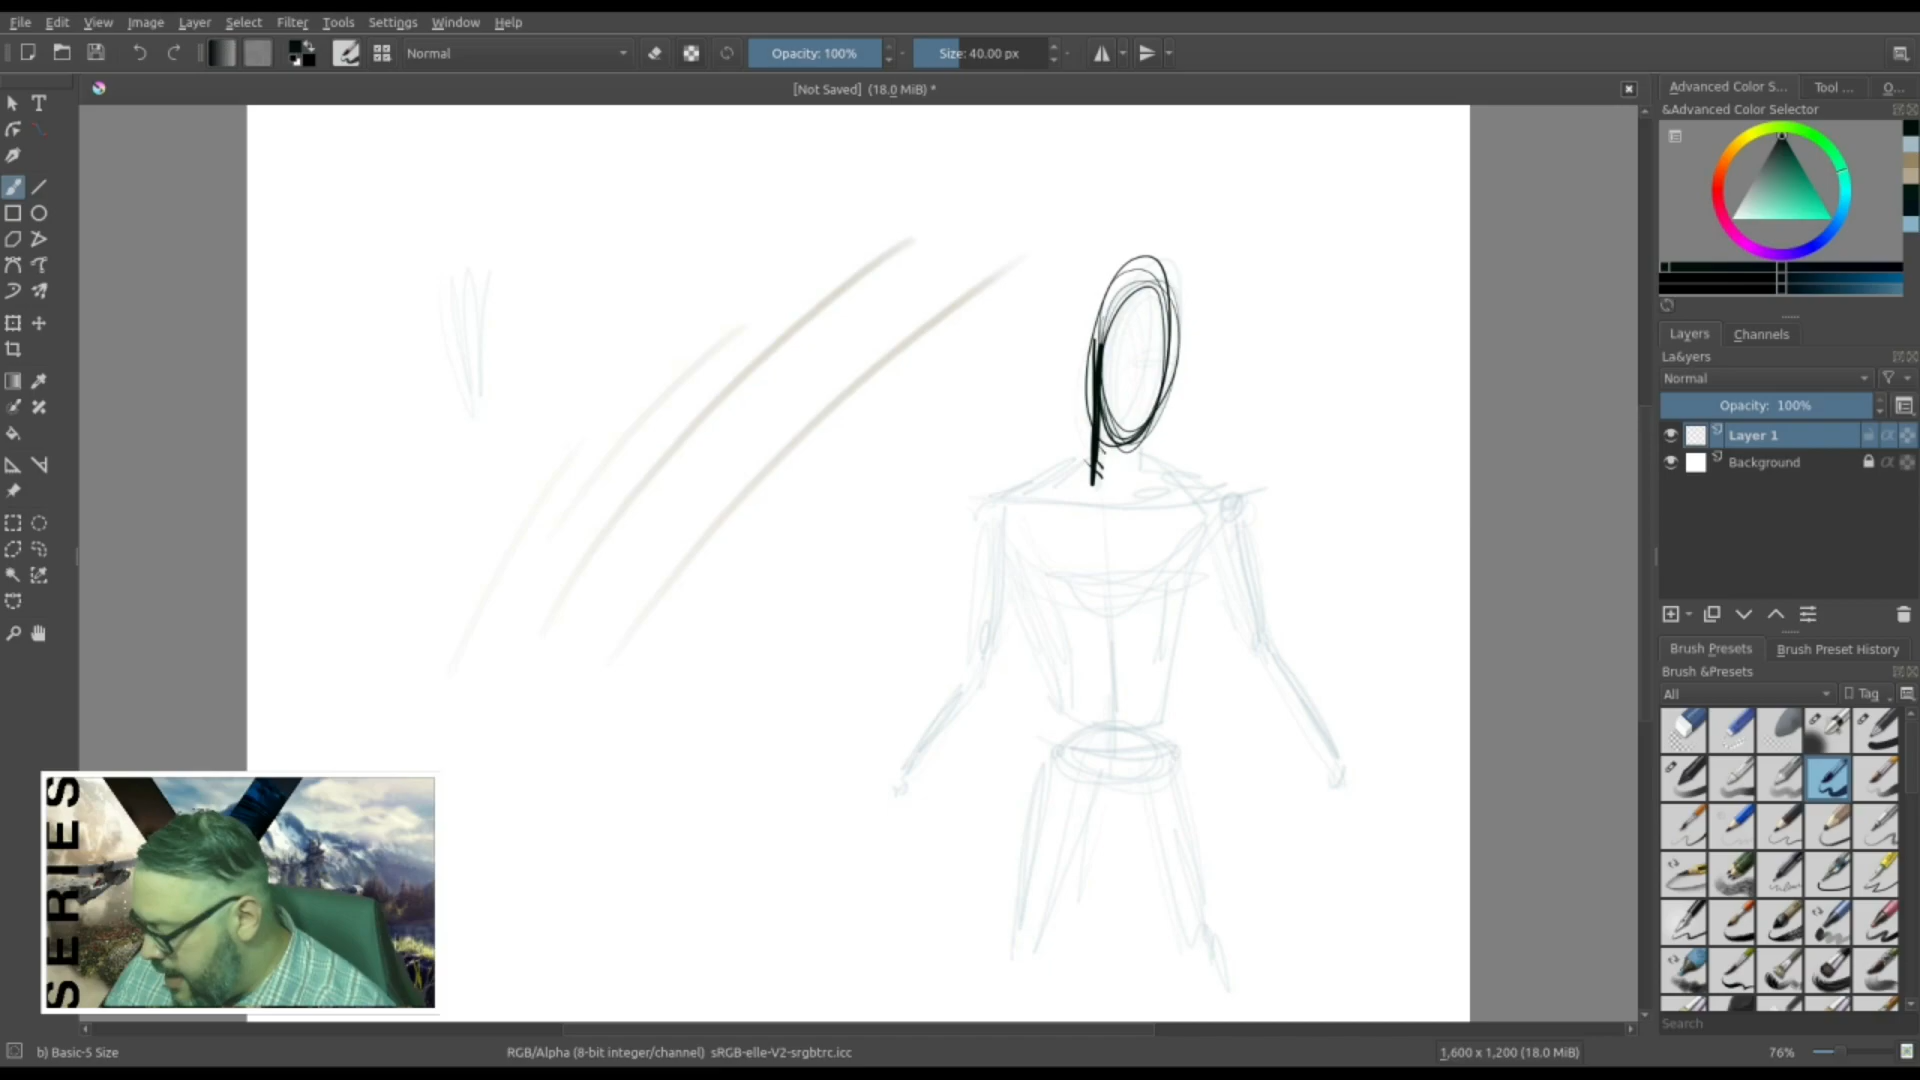 File Edit View Image Layer Select Filter Tools Settings Window Help
Normal Opacity: 100% Size: 40.00 px
[Not Saved] (18.0 MiB) *
Advanced Color S... Tool ... O...
&Advanced Color Selector
Layers Channels
La&yers
Normal
Opacity: 100%
Layer 1
Background
Brush Presets Brush Preset History
Brush &Presets
All Tag
Search
SERIES
b) Basic-5 Size RGB/Alpha (8-bit integer/channel) sRGB-elle-V2-srgbtrc.icc 1,600 x 1,200 (18.0 MiB) 76%